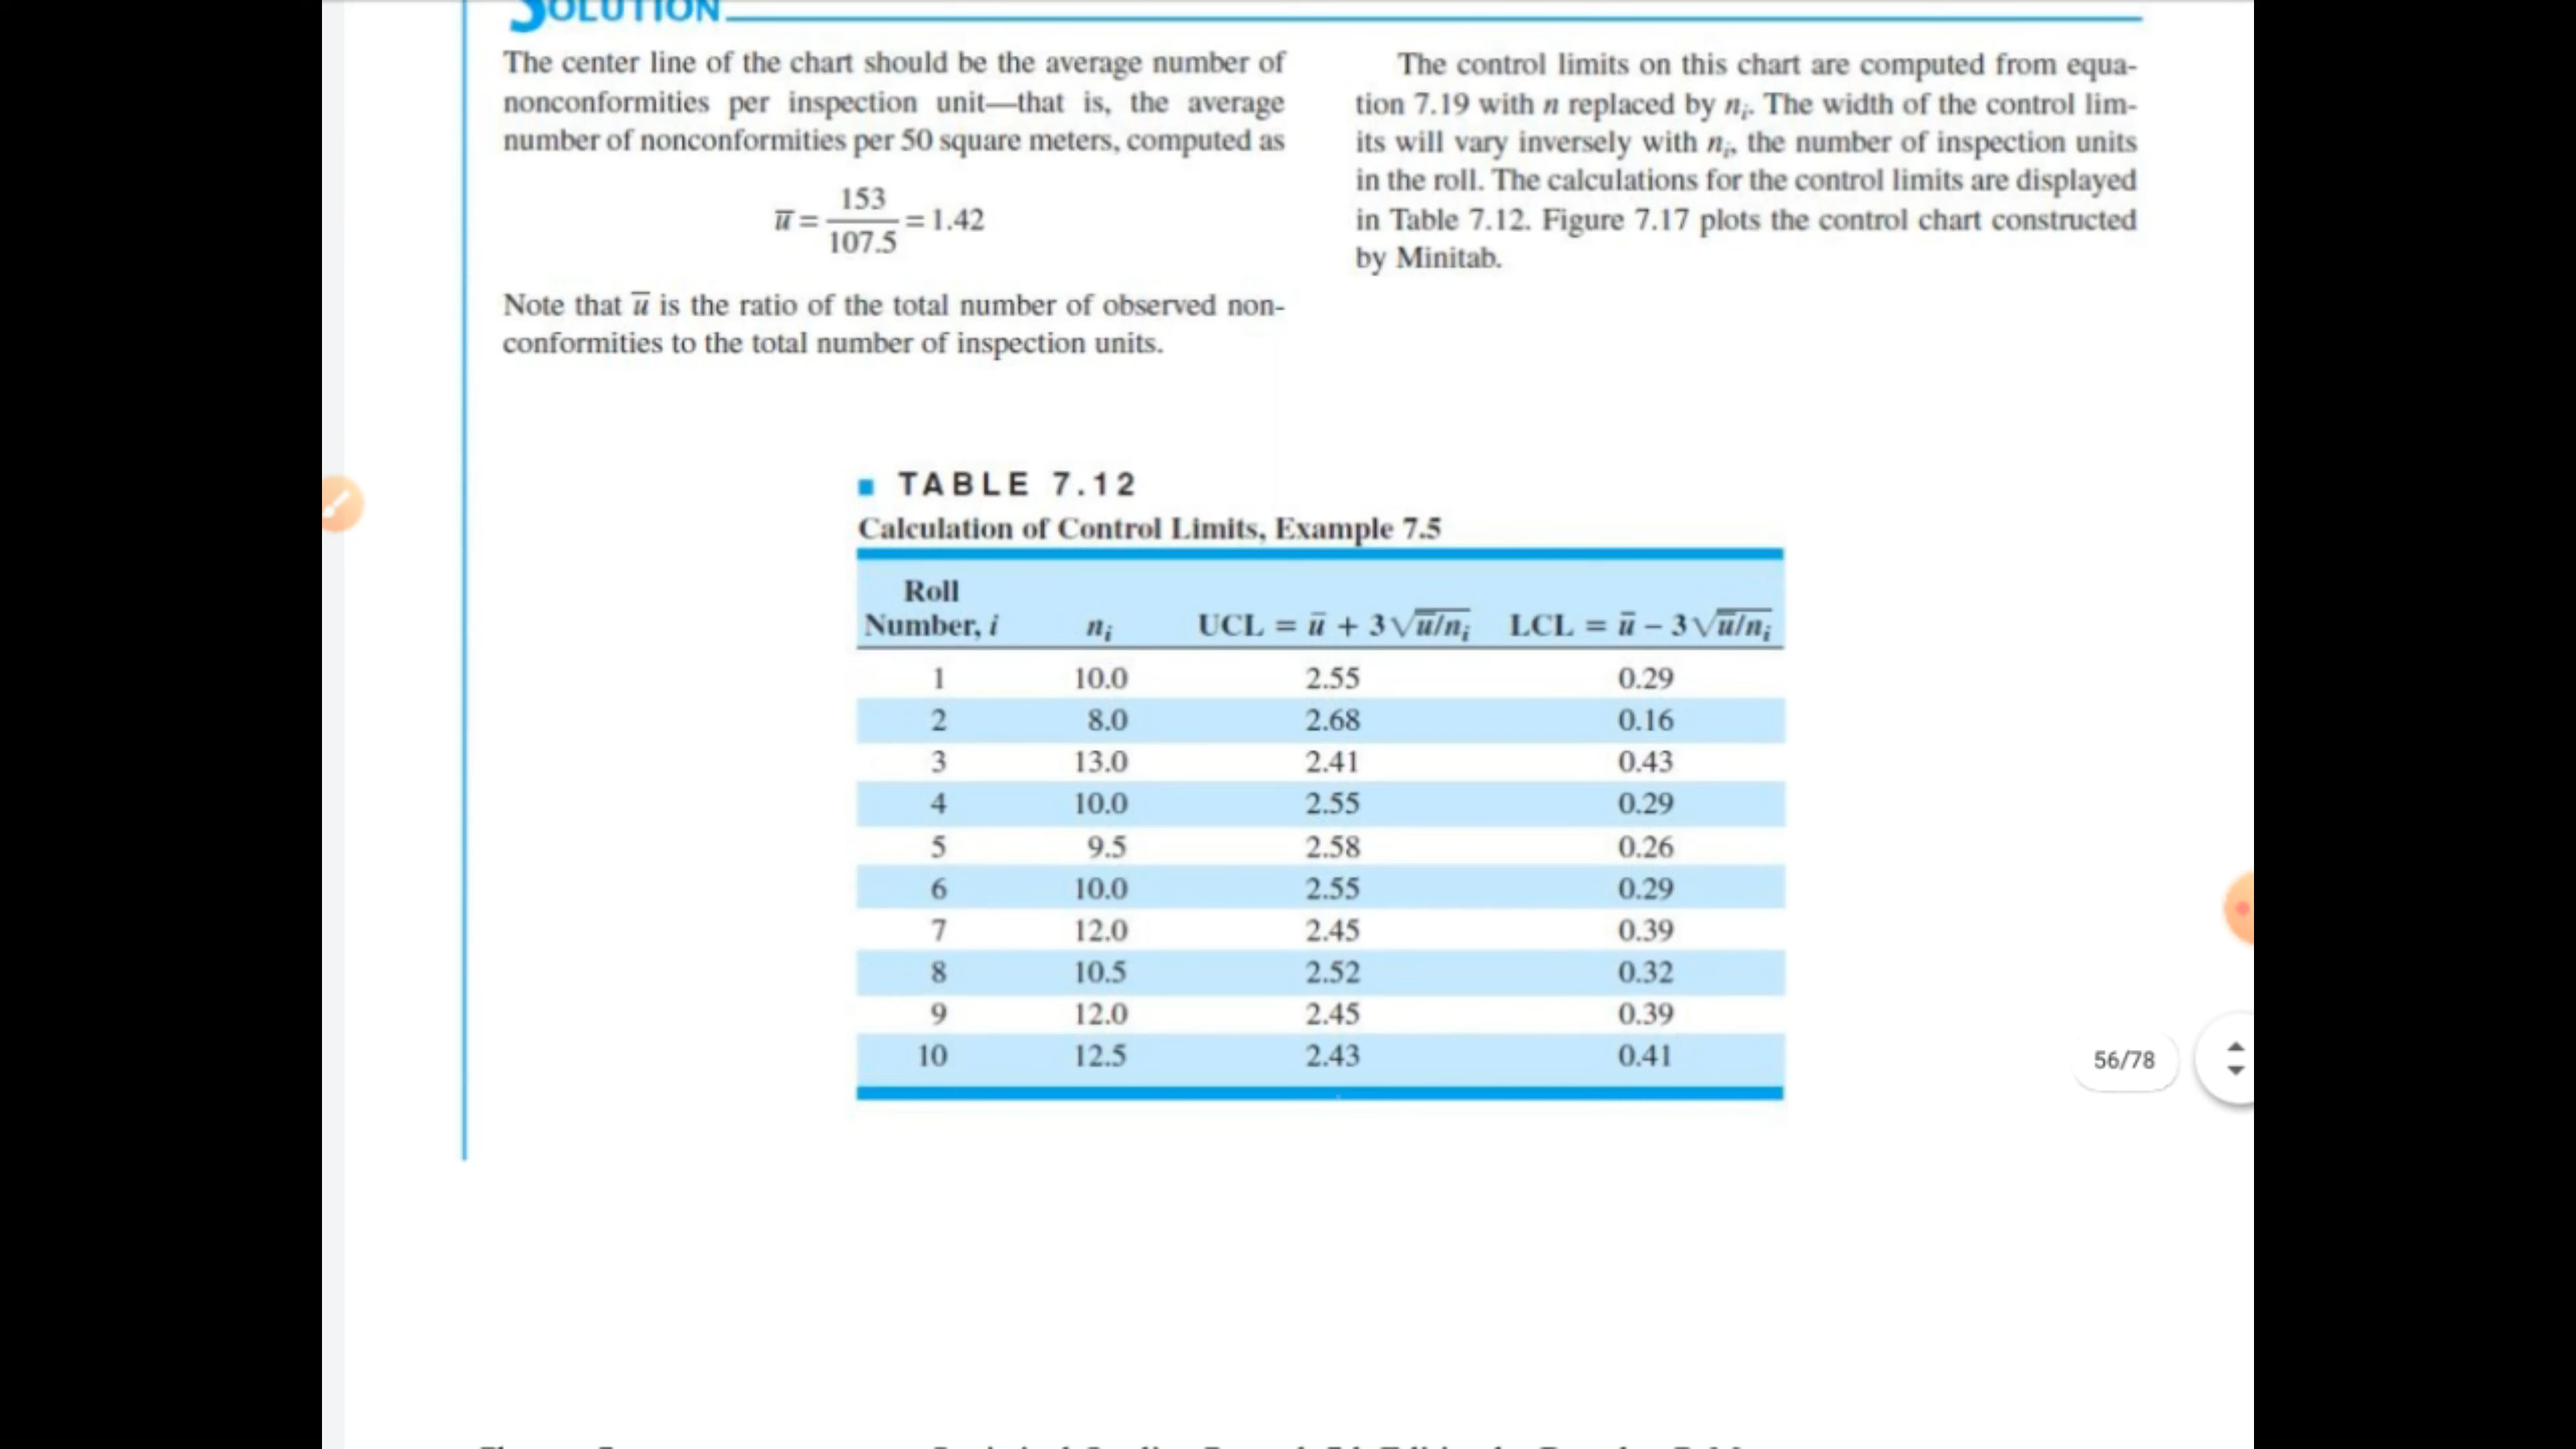 SOLUTION
The center line of the chart should be the average number of
nonconformities per inspection unit—that is, the average
number of nonconformities per 50 square meters, computed as
u̅ = 153/107.5 = 1.42
Note that u̅ is the ratio of the total number of observed non-
conformities to the total number of inspection units.
The control limits on this chart are computed from equa-
tion 7.19 with n replaced by nᵢ. The width of the control lim-
its will vary inversely with nᵢ, the number of inspection units
in the roll. The calculations for the control limits are displayed
in Table 7.12. Figure 7.17 plots the control chart constructed
by Minitab.
TABLE 7.12
Calculation of Control Limits, Example 7.5
Roll
Number, i nᵢ UCL = u̅ + 3√u̅/nᵢ LCL = u̅ – 3√u̅/nᵢ
1 10.0 2.55 0.29
2 8.0 2.68 0.16
3 13.0 2.41 0.43
4 10.0 2.55 0.29
5 9.5 2.58 0.26
6 10.0 2.55 0.29
7 12.0 2.45 0.39
8 10.5 2.52 0.32
9 12.0 2.45 0.39
10 12.5 2.43 0.41
56/78